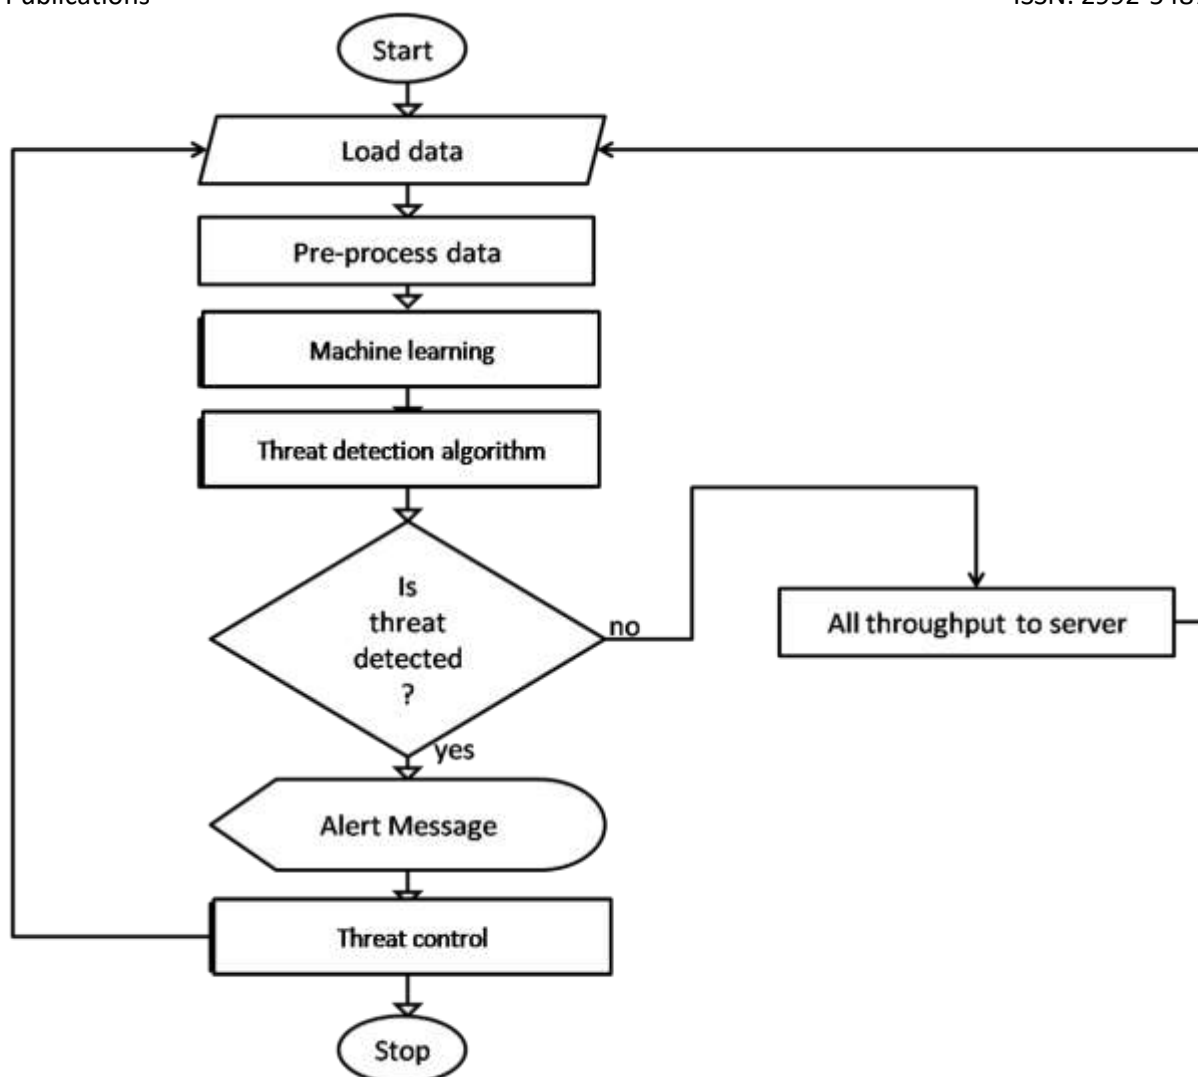 Start
Load data
Pre-process data
Machine learning
Threat detection algorithm
Is
threat
detected
?
no
All throughput to server
yes
Alert Message
Threat control
Stop